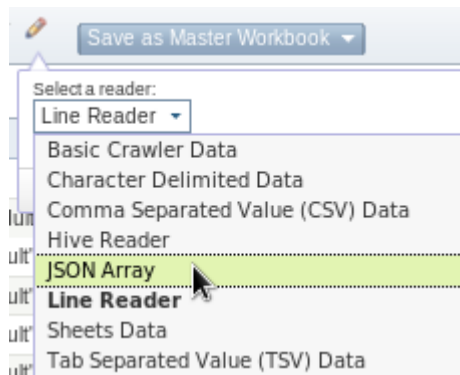 Save as Master Workbook
Select a reader:
Line Reader
Basic Crawler Data
Character Delimited Data
Comma Separated Value (CSV) Data
Hive Reader
JSON Array
Line Reader
Sheets Data
Tab Separated Value (TSV) Data